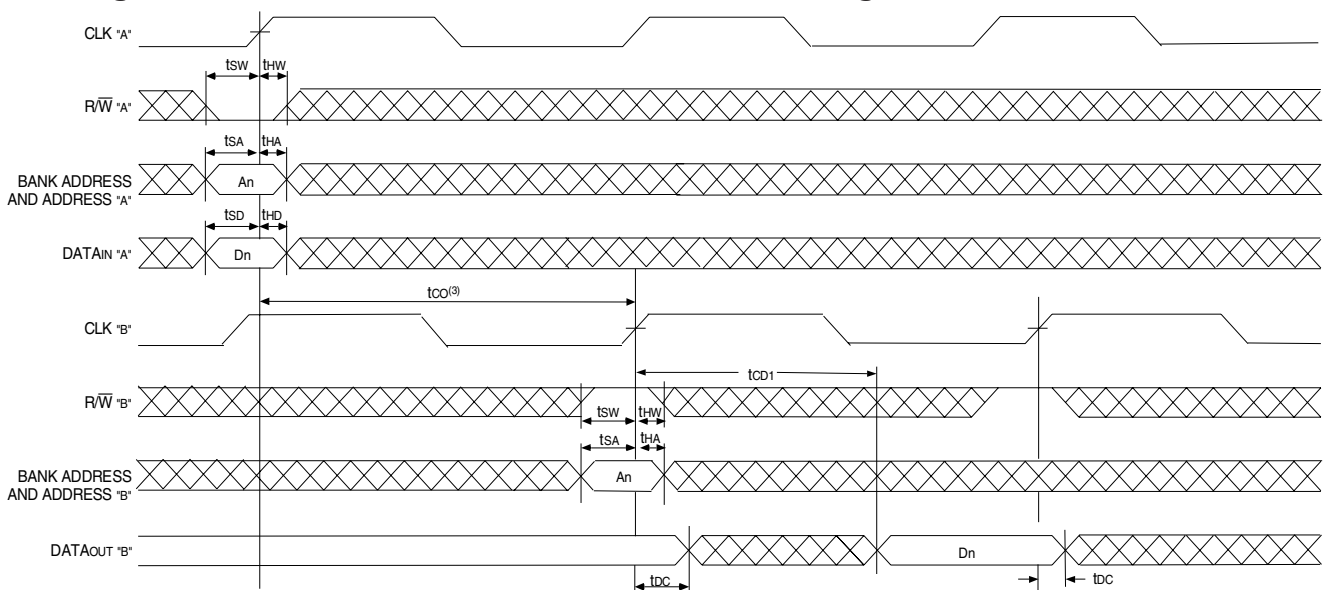 CLK "A"
tSW tHW
R/W̅ "A"
tSA tHA
BANK ADDRESS
AND ADDRESS "A"
An
tSD tHD
DATAIN "A"
Dn
tCO(3)
CLK "B"
tCD1
R/W̅ "B"
tSW tHW
tSA tHA
BANK ADDRESS
AND ADDRESS "B"
An
DATAOUT "B"
Dn
tDC
tDC